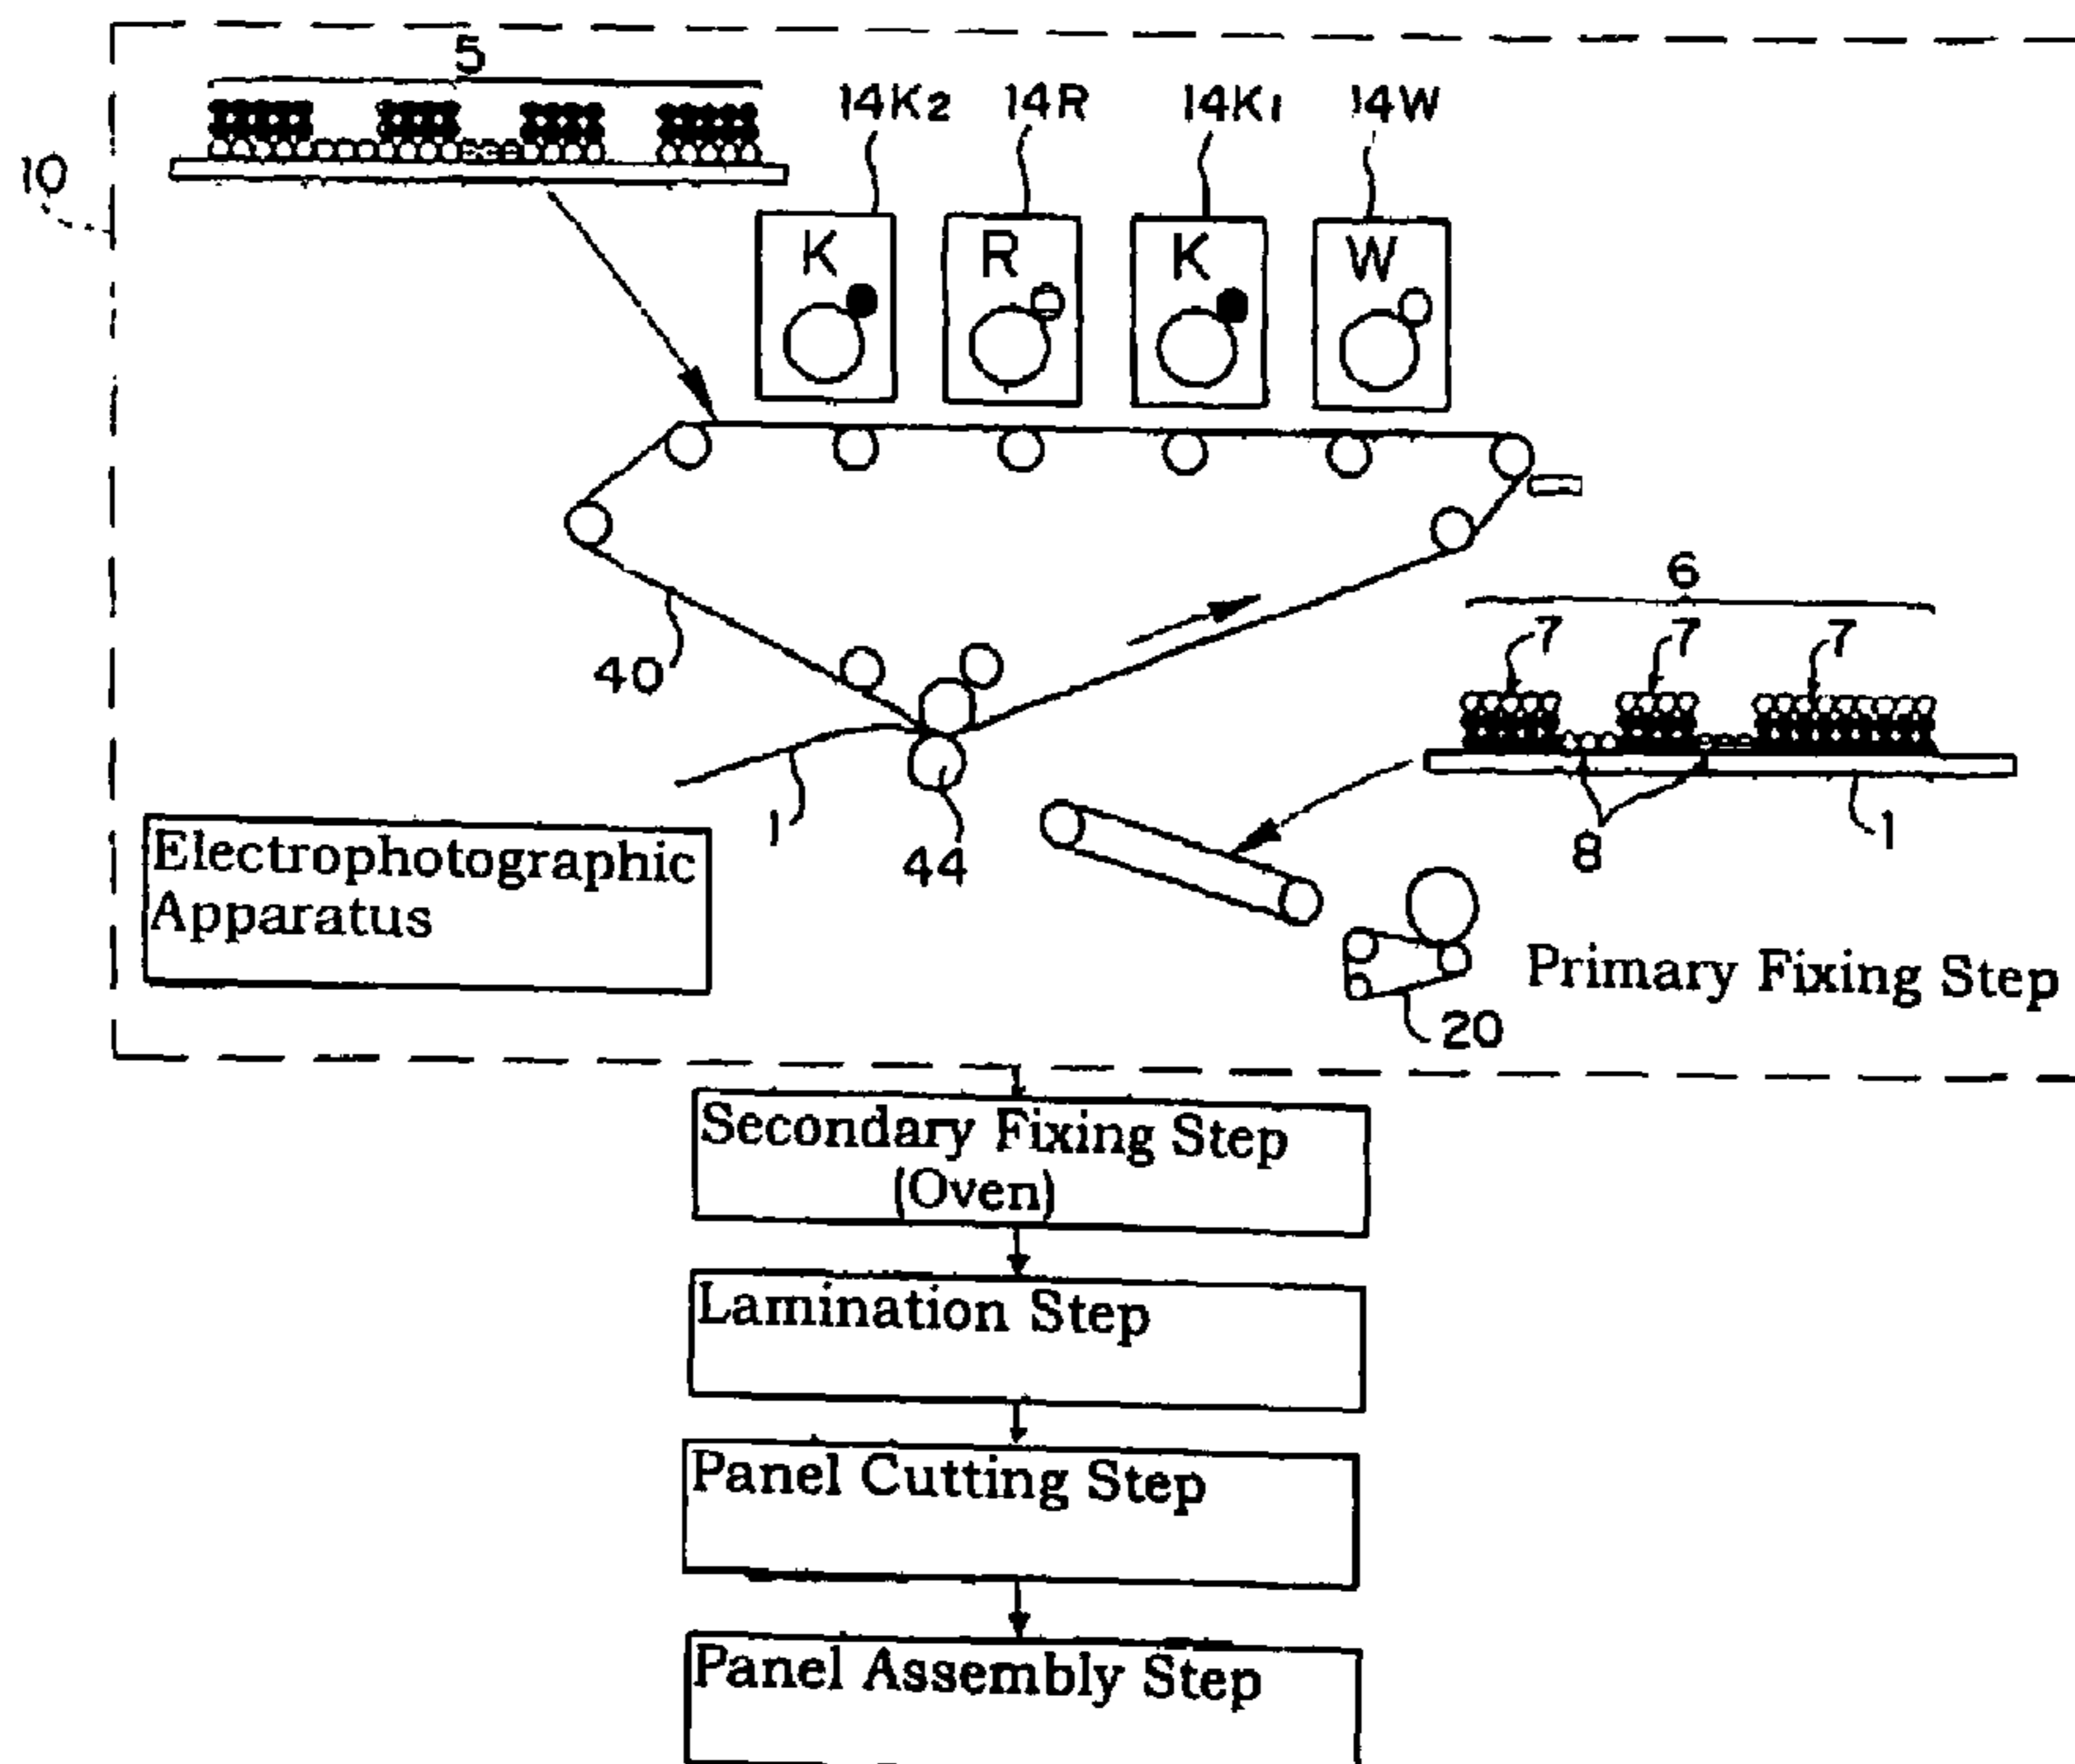 5
10
14K2 14R 14K1 14W
K R K W
6
7 7 7
40
1
44
8
1
Electrophotographic
Apparatus
Primary Fixing Step
20
Secondary Fixing Step
(Oven)
Lamination Step
Panel Cutting Step
Panel Assembly Step